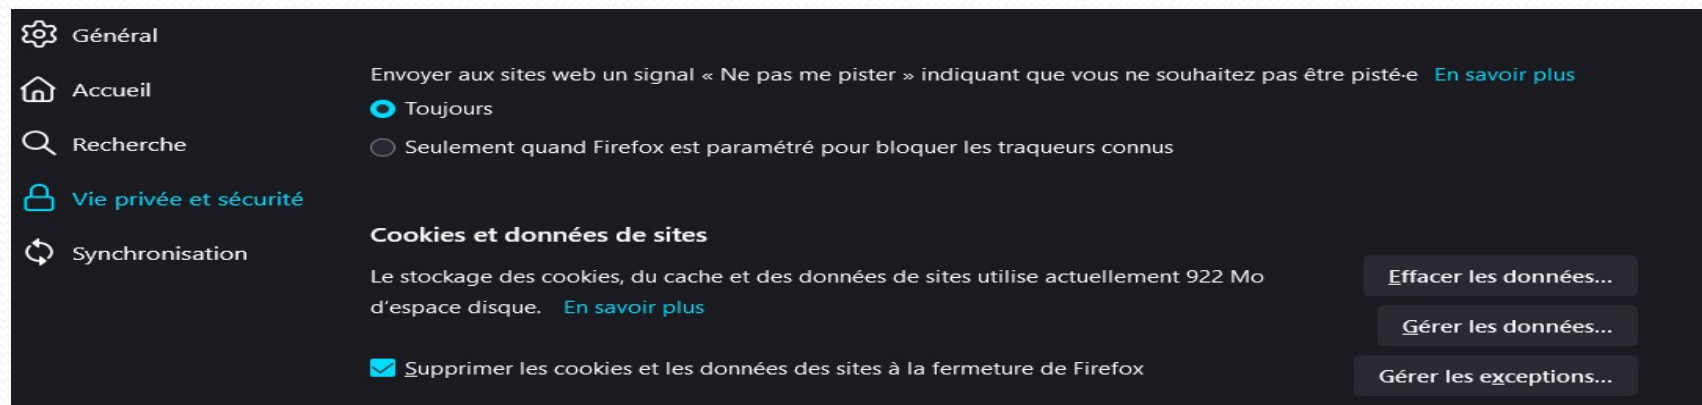 Général
Accueil
Recherche
Vie privée et sécurité
Synchronisation
Envoyer aux sites web un signal « Ne pas me pister » indiquant que vous ne souhaitez pas être pisté·e En savoir plus
Toujours
Seulement quand Firefox est paramétré pour bloquer les traqueurs connus
Cookies et données de sites
Le stockage des cookies, du cache et des données de sites utilise actuellement 922 Mo
d’espace disque. En savoir plus
Effacer les données...
Gérer les données...
Supprimer les cookies et les données des sites à la fermeture de Firefox
Gérer les exceptions...